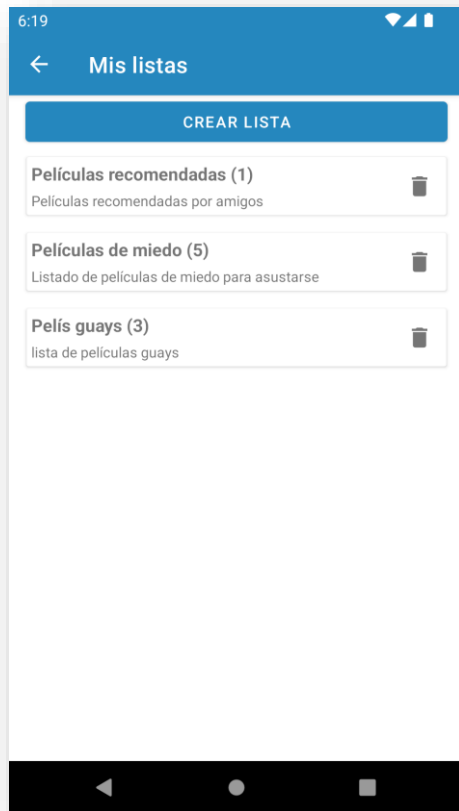 6:19
Mis listas
CREAR LISTA
Películas recomendadas (1)
Películas recomendadas por amigos
Películas de miedo (5)
Listado de películas de miedo para asustarse
Pelís guays (3)
lista de películas guays